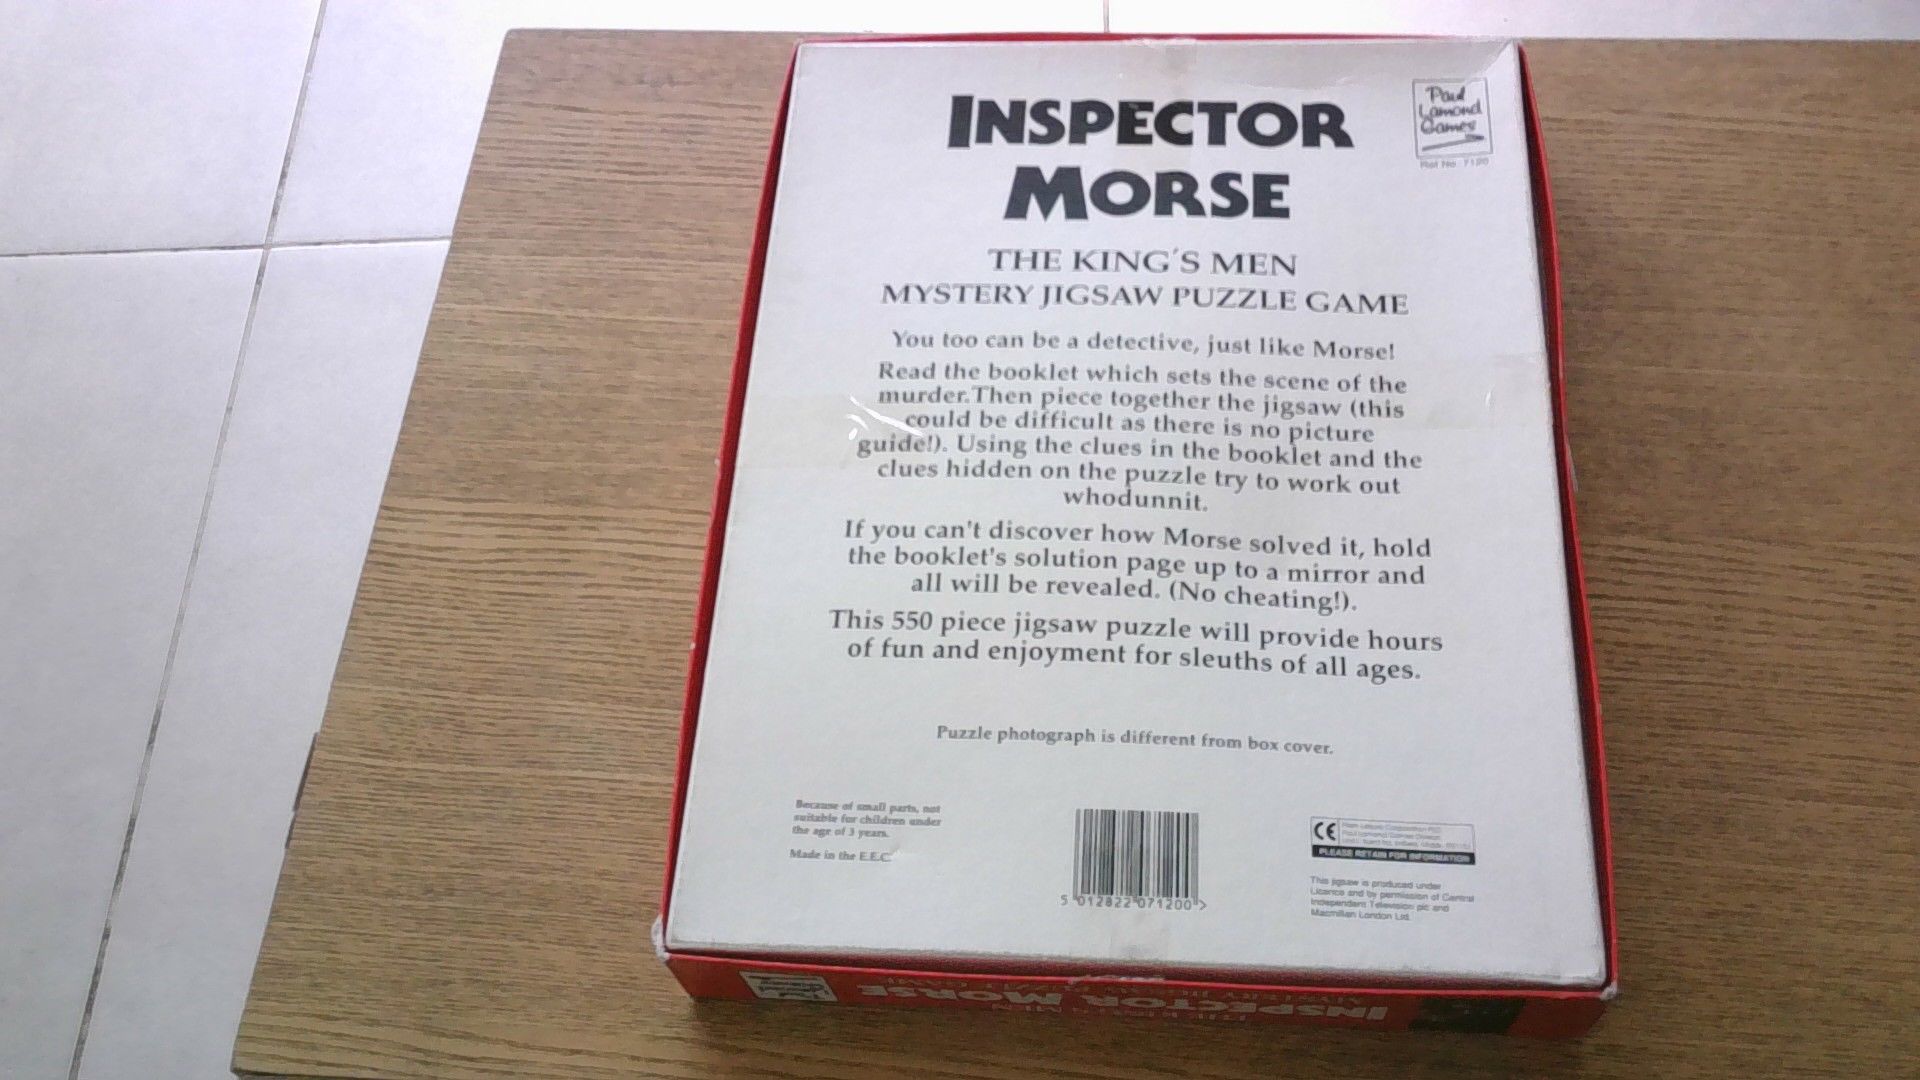 INSPECTOR
MORSE
Paul
Lamond
Games
Ref No. 7120
THE KING'S MEN
MYSTERY JIGSAW PUZZLE GAME
You too can be a detective, just like Morse!
Read the booklet which sets the scene of the
murder.Then piece together the jigsaw (this
could be difficult as there is no picture
guide!). Using the clues in the booklet and the
clues hidden on the puzzle try to work out
whodunnit.
If you can't discover how Morse solved it, hold
the booklet's solution page up to a mirror and
all will be revealed. (No cheating!).
This 550 piece jigsaw puzzle will provide hours
of fun and enjoyment for sleuths of all ages.
Puzzle photograph is different from box cover.
Because of small parts, not
suitable for children under
the age of 3 years.
Made in the E.E.C.
5 012822 071200 >
CE
PLEASE RETAIN FOR INFORMATION
This jigsaw is produced under
Licence and by permission of Central
Independent Television plc and
Macmillan London Ltd.
INSPECTOR MORSE